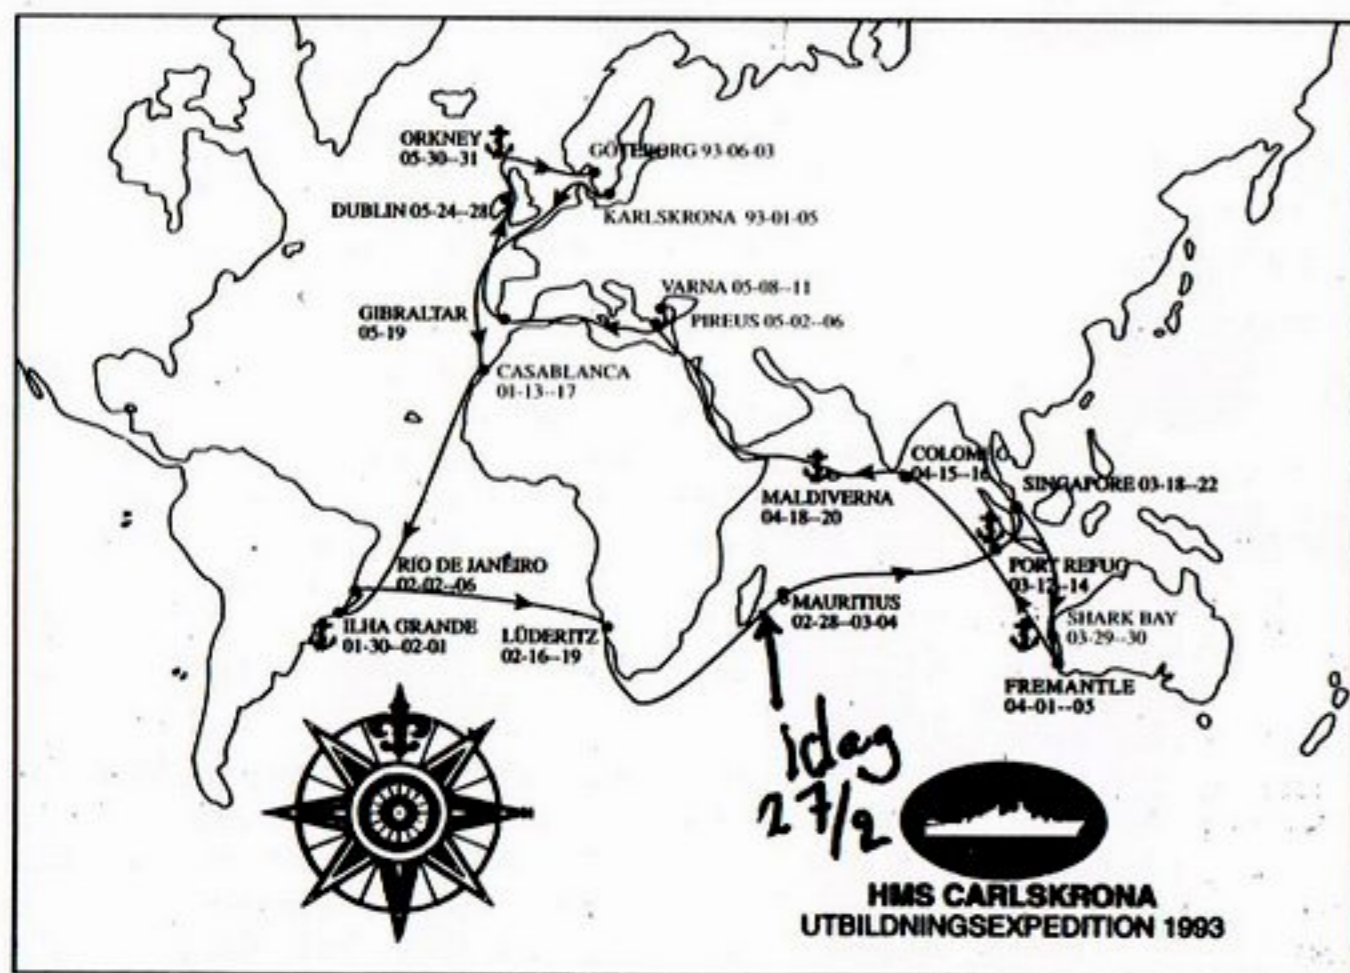 ORKNEY
05-30--31
GÖTEBORG 93-06-03
DUBLIN 05-24--28
KARLSKRONA 93-01-05
VARNA 05-08--11
GIBRALTAR
05-19
PIREUS 05-02--06
CASABLANCA
01-13--17
COLOMBO
04-15--16
SINGAPORE 03-18--22
MALDIVERNA
04-18--20
RIO DE JANEIRO
02-02--06
PORT REFUG
03-12--14
MAURITIUS
02-28--03-04
ILHA GRANDE
01-30--02-01
LÜDERITZ
02-16--19
SHARK BAY
03-29--30
FREMANTLE
04-01--05
idag
27/2
HMS CARLSKRONA
UTBILDNINGSEXPEDITION 1993